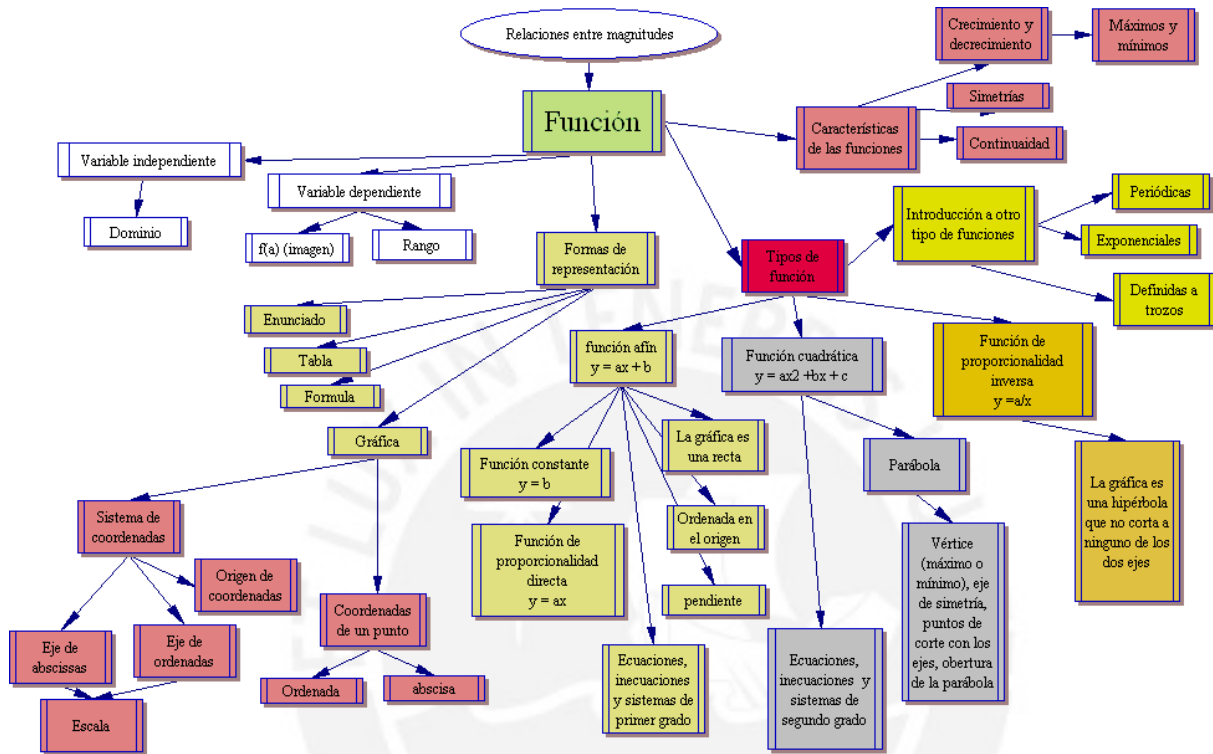 Relaciones entre magnitudes
Función
Crecimiento y
decrecimiento
Máximos y
mínimos
Simetrías
Características
de las funciones
Continuaidad
Variable independiente
Dominio
Variable dependiente
f(a) (imagen)
Rango
Formas de
representación
Enunciado
Tabla
Formula
Gráfica
Sistema de
coordenadas
Origen de
coordenadas
Eje de
abscissas
Eje de
ordenadas
Escala
Coordenadas
de un punto
Ordenada
abscisa
Tipos de
función
Introducción a otro
tipo de funciones
Periódicas
Exponenciales
Definidas a
trozos
función afín
y = ax + b
Función constante
y = b
Función de
proporcionalidad
directa
y = ax
La gráfica es
una recta
Ordenada en
el origen
pendiente
Ecuaciones,
inecuaciones
y sistemas de
primer grado
Función cuadrática
y = ax2 +bx + c
Parábola
Vértice
(máximo o
mínimo), eje
de simetría,
puntos de
corte con los
ejes, obertura
de la parábola
Ecuaciones,
inecuaciones y
sistemas de
segundo grado
Función de
proporcionalidad
inversa
y =a/x
La gráfica es
una hipérbola
que no corta a
ninguno de los
dos ejes